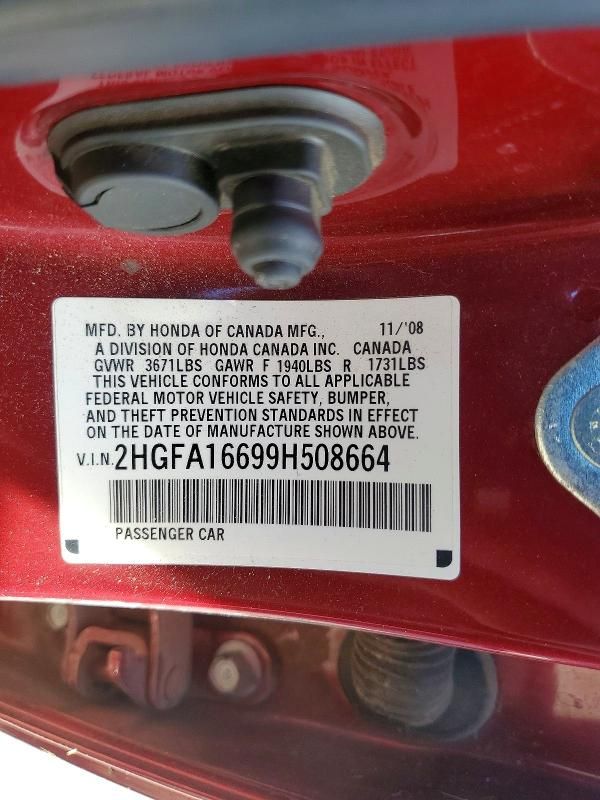 MFD. BY HONDA OF CANADA MFG., 11/'08
A DIVISION OF HONDA CANADA INC. CANADA
GVWR 3671LBS GAWR F 1940LBS R 1731LBS
THIS VEHICLE CONFORMS TO ALL APPLICABLE
FEDERAL MOTOR VEHICLE SAFETY, BUMPER,
AND THEFT PREVENTION STANDARDS IN EFFECT
ON THE DATE OF MANUFACTURE SHOWN ABOVE.
V.I.N. 2HGFA16699H508664
PASSENGER CAR